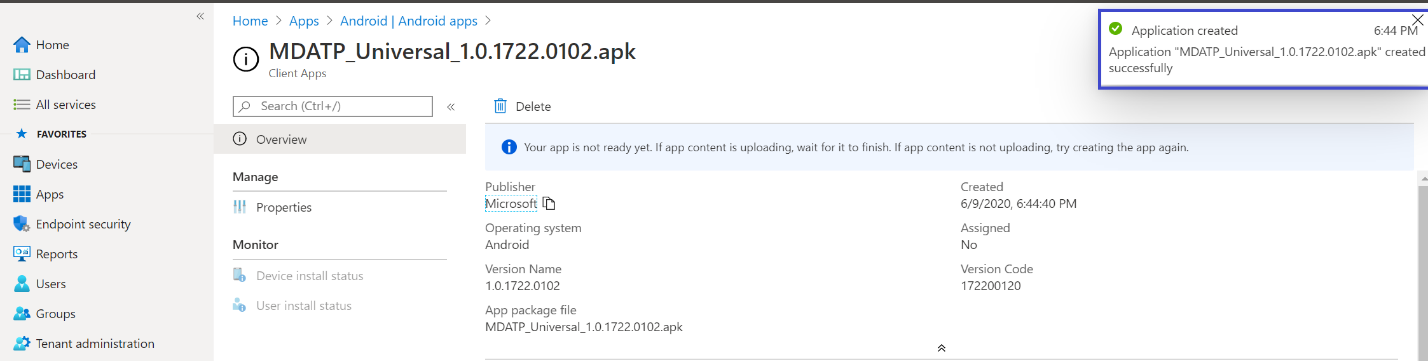 «
Home
Dashboard
All services
FAVORITES
Devices
Apps
Endpoint security
Reports
Users
Groups
Tenant administration
Home > Apps > Android | Android apps >
MDATP_Universal_1.0.1722.0102.apk
Client Apps
Search (Ctrl+/) «
Overview
Manage
Properties
Monitor
Device install status
User install status
Delete
Your app is not ready yet. If app content is uploading, wait for it to finish. If app content is not uploading, try creating the app again.
Publisher
Microsoft
Operating system
Android
Version Name
1.0.1722.0102
App package file
MDATP_Universal_1.0.1722.0102.apk
Created
6/9/2020, 6:44:40 PM
Assigned
No
Version Code
172200120
Application created 6:44 PM
Application "MDATP_Universal_1.0.1722.0102.apk" created
successfully